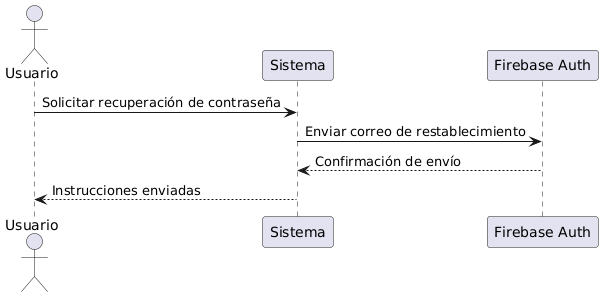 Usuario
Sistema
Firebase Auth
Solicitar recuperación de contraseña
Enviar correo de restablecimiento
Confirmación de envío
Instrucciones enviadas
Usuario
Sistema
Firebase Auth